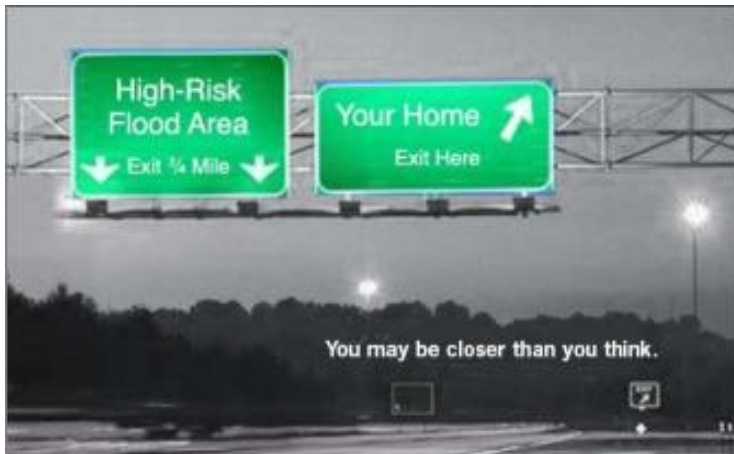 High-Risk
Flood Area
Exit ¾ Mile
Your Home
Exit Here
You may be closer than you think.